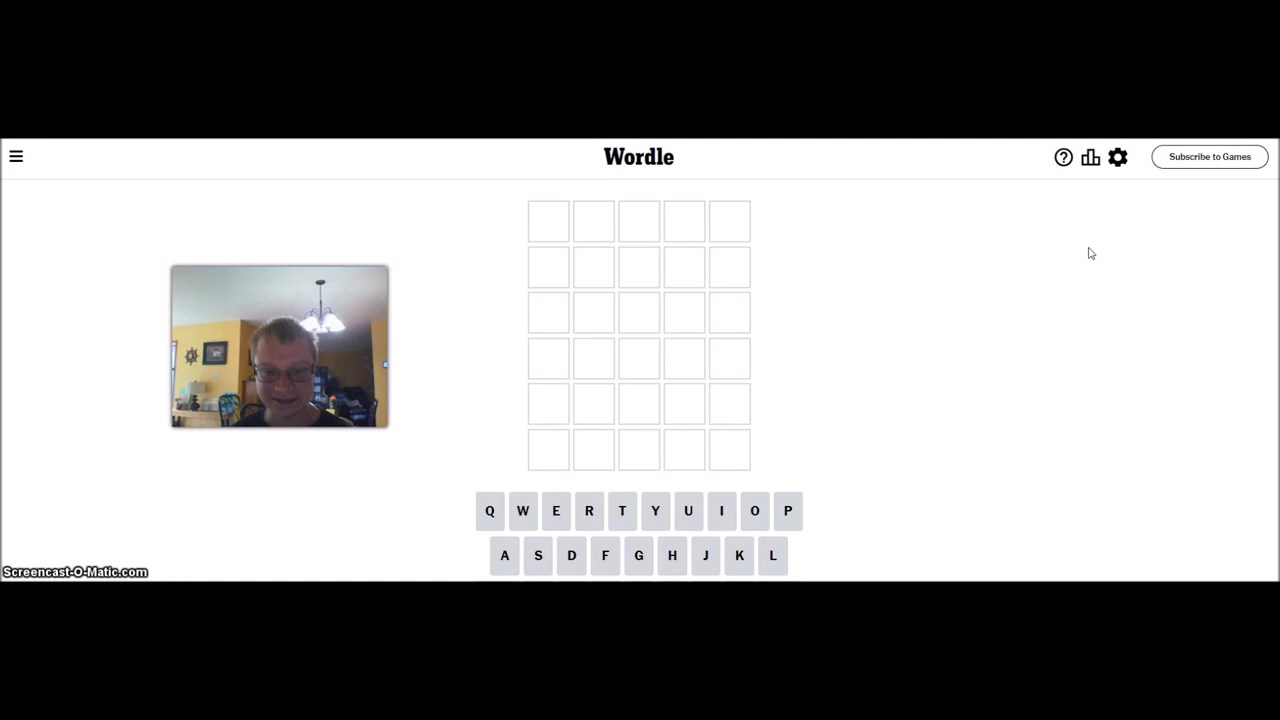 Wordle
Subscribe to Games
Q W E R T Y U I O P
A S D F G H J K L
Screencast-O-Matic.com